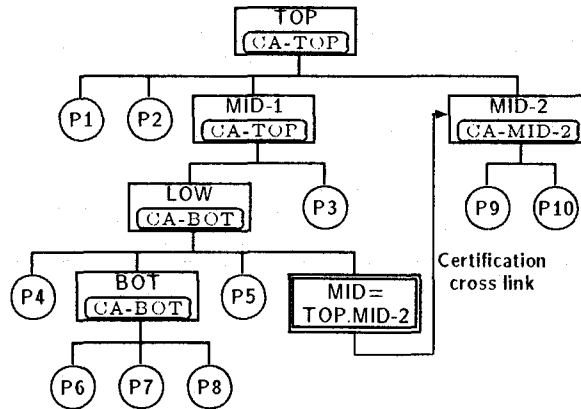 TOP
CA-TOP
P1
P2
MID-1
CA-TOP
MID-2
CA-MID-2
LOW
CA-BOT
P3
P9
P10
P4
BOT
CA-BOT
P5
MID=
TOP.MID-2
Certification
cross link
P6
P7
P8